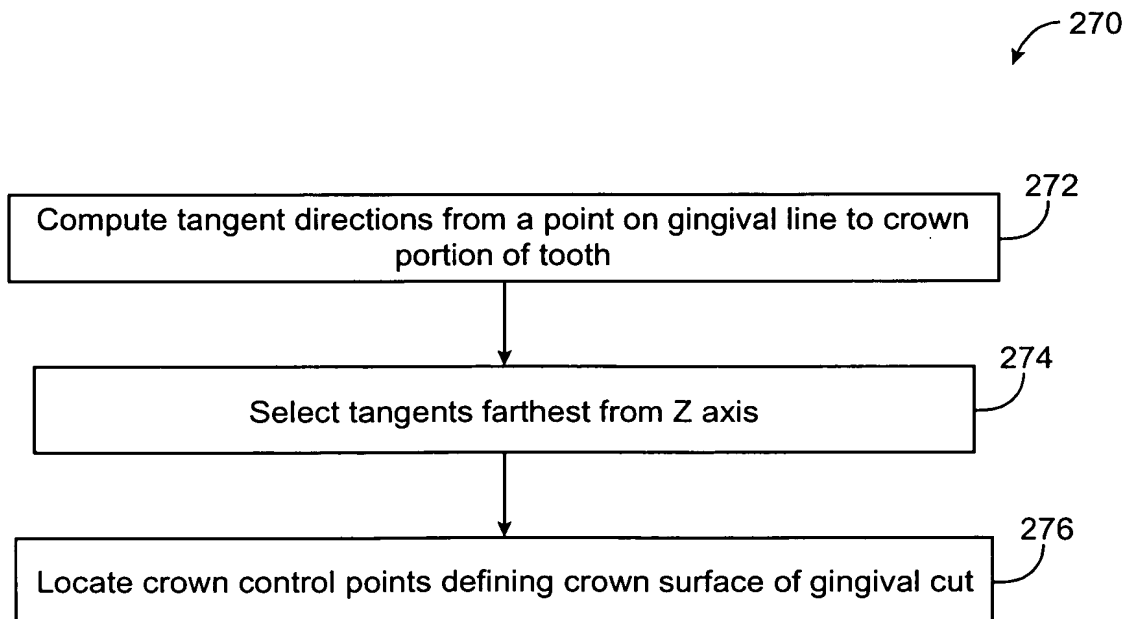 270
272
Compute tangent directions from a point on gingival line to crown
portion of tooth
274
Select tangents farthest from Z axis
276
Locate crown control points defining crown surface of gingival cut